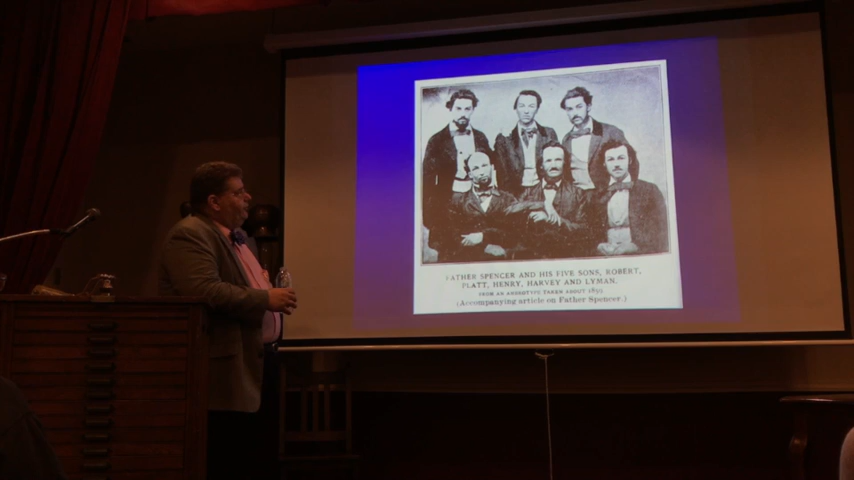 FATHER SPENCER AND HIS FIVE SONS, ROBERT,
PLATT, HENRY, HARVEY AND LYMAN.
FROM AN AMBROTYPE TAKEN ABOUT
(Accompanying article on Father Spencer.)